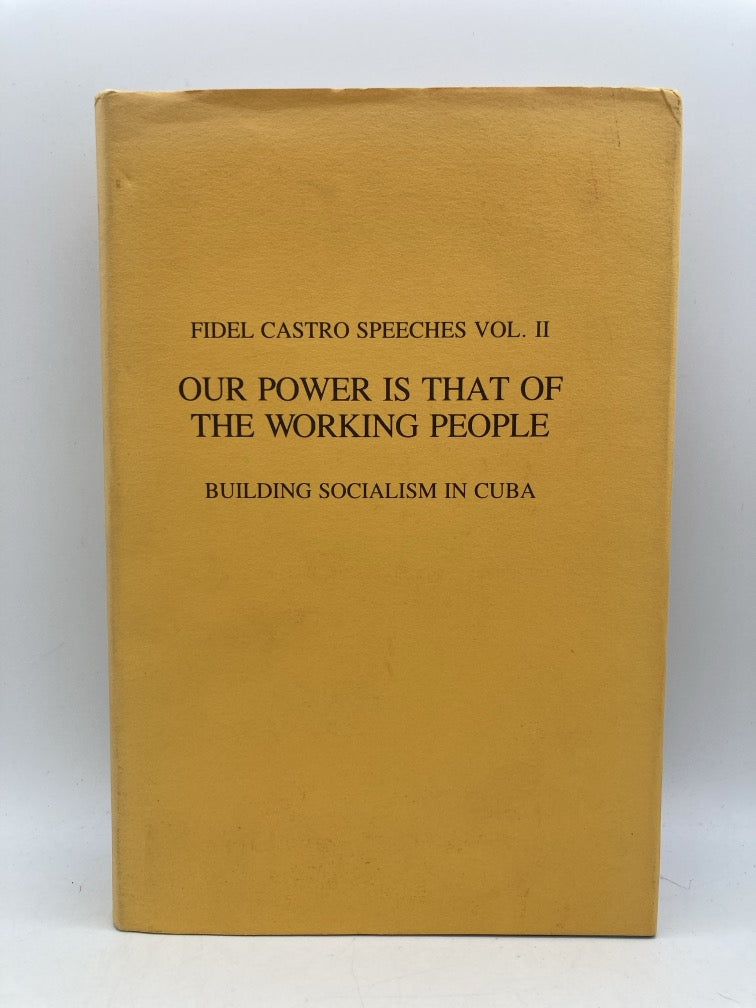 FIDEL CASTRO SPEECHES VOL. II
OUR POWER IS THAT OF
THE WORKING PEOPLE
BUILDING SOCIALISM IN CUBA